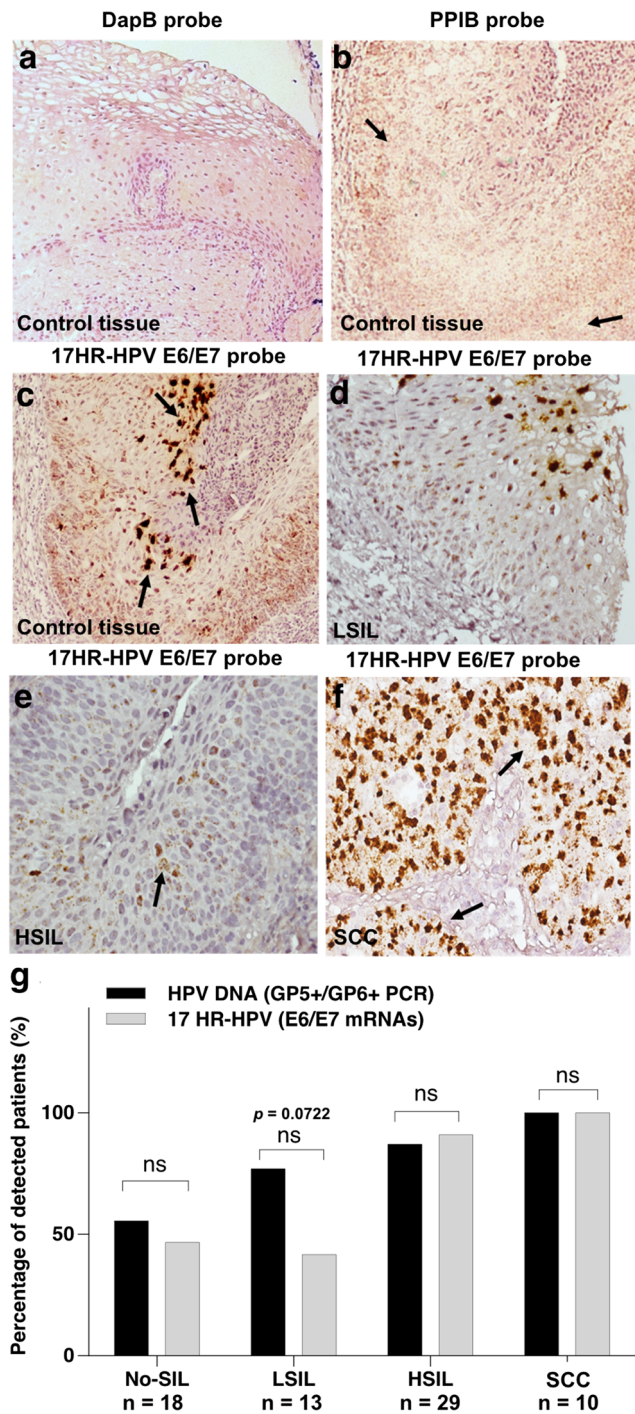 DapB probe
PPIB probe
a
b
Control tissue
Control tissue
17HR-HPV E6/E7 probe
17HR-HPV E6/E7 probe
c
d
Control tissue
LSIL
17HR-HPV E6/E7 probe
17HR-HPV E6/E7 probe
e
f
HSIL
SCC
g
HPV DNA (GP5+/GP6+ PCR)
17 HR-HPV (E6/E7 mRNAs)
Percentage of detected patients (%)
100
50
0
ns
p = 0.0722
ns
ns
ns
No-SIL
LSIL
HSIL
SCC
n = 18
n = 13
n = 29
n = 10